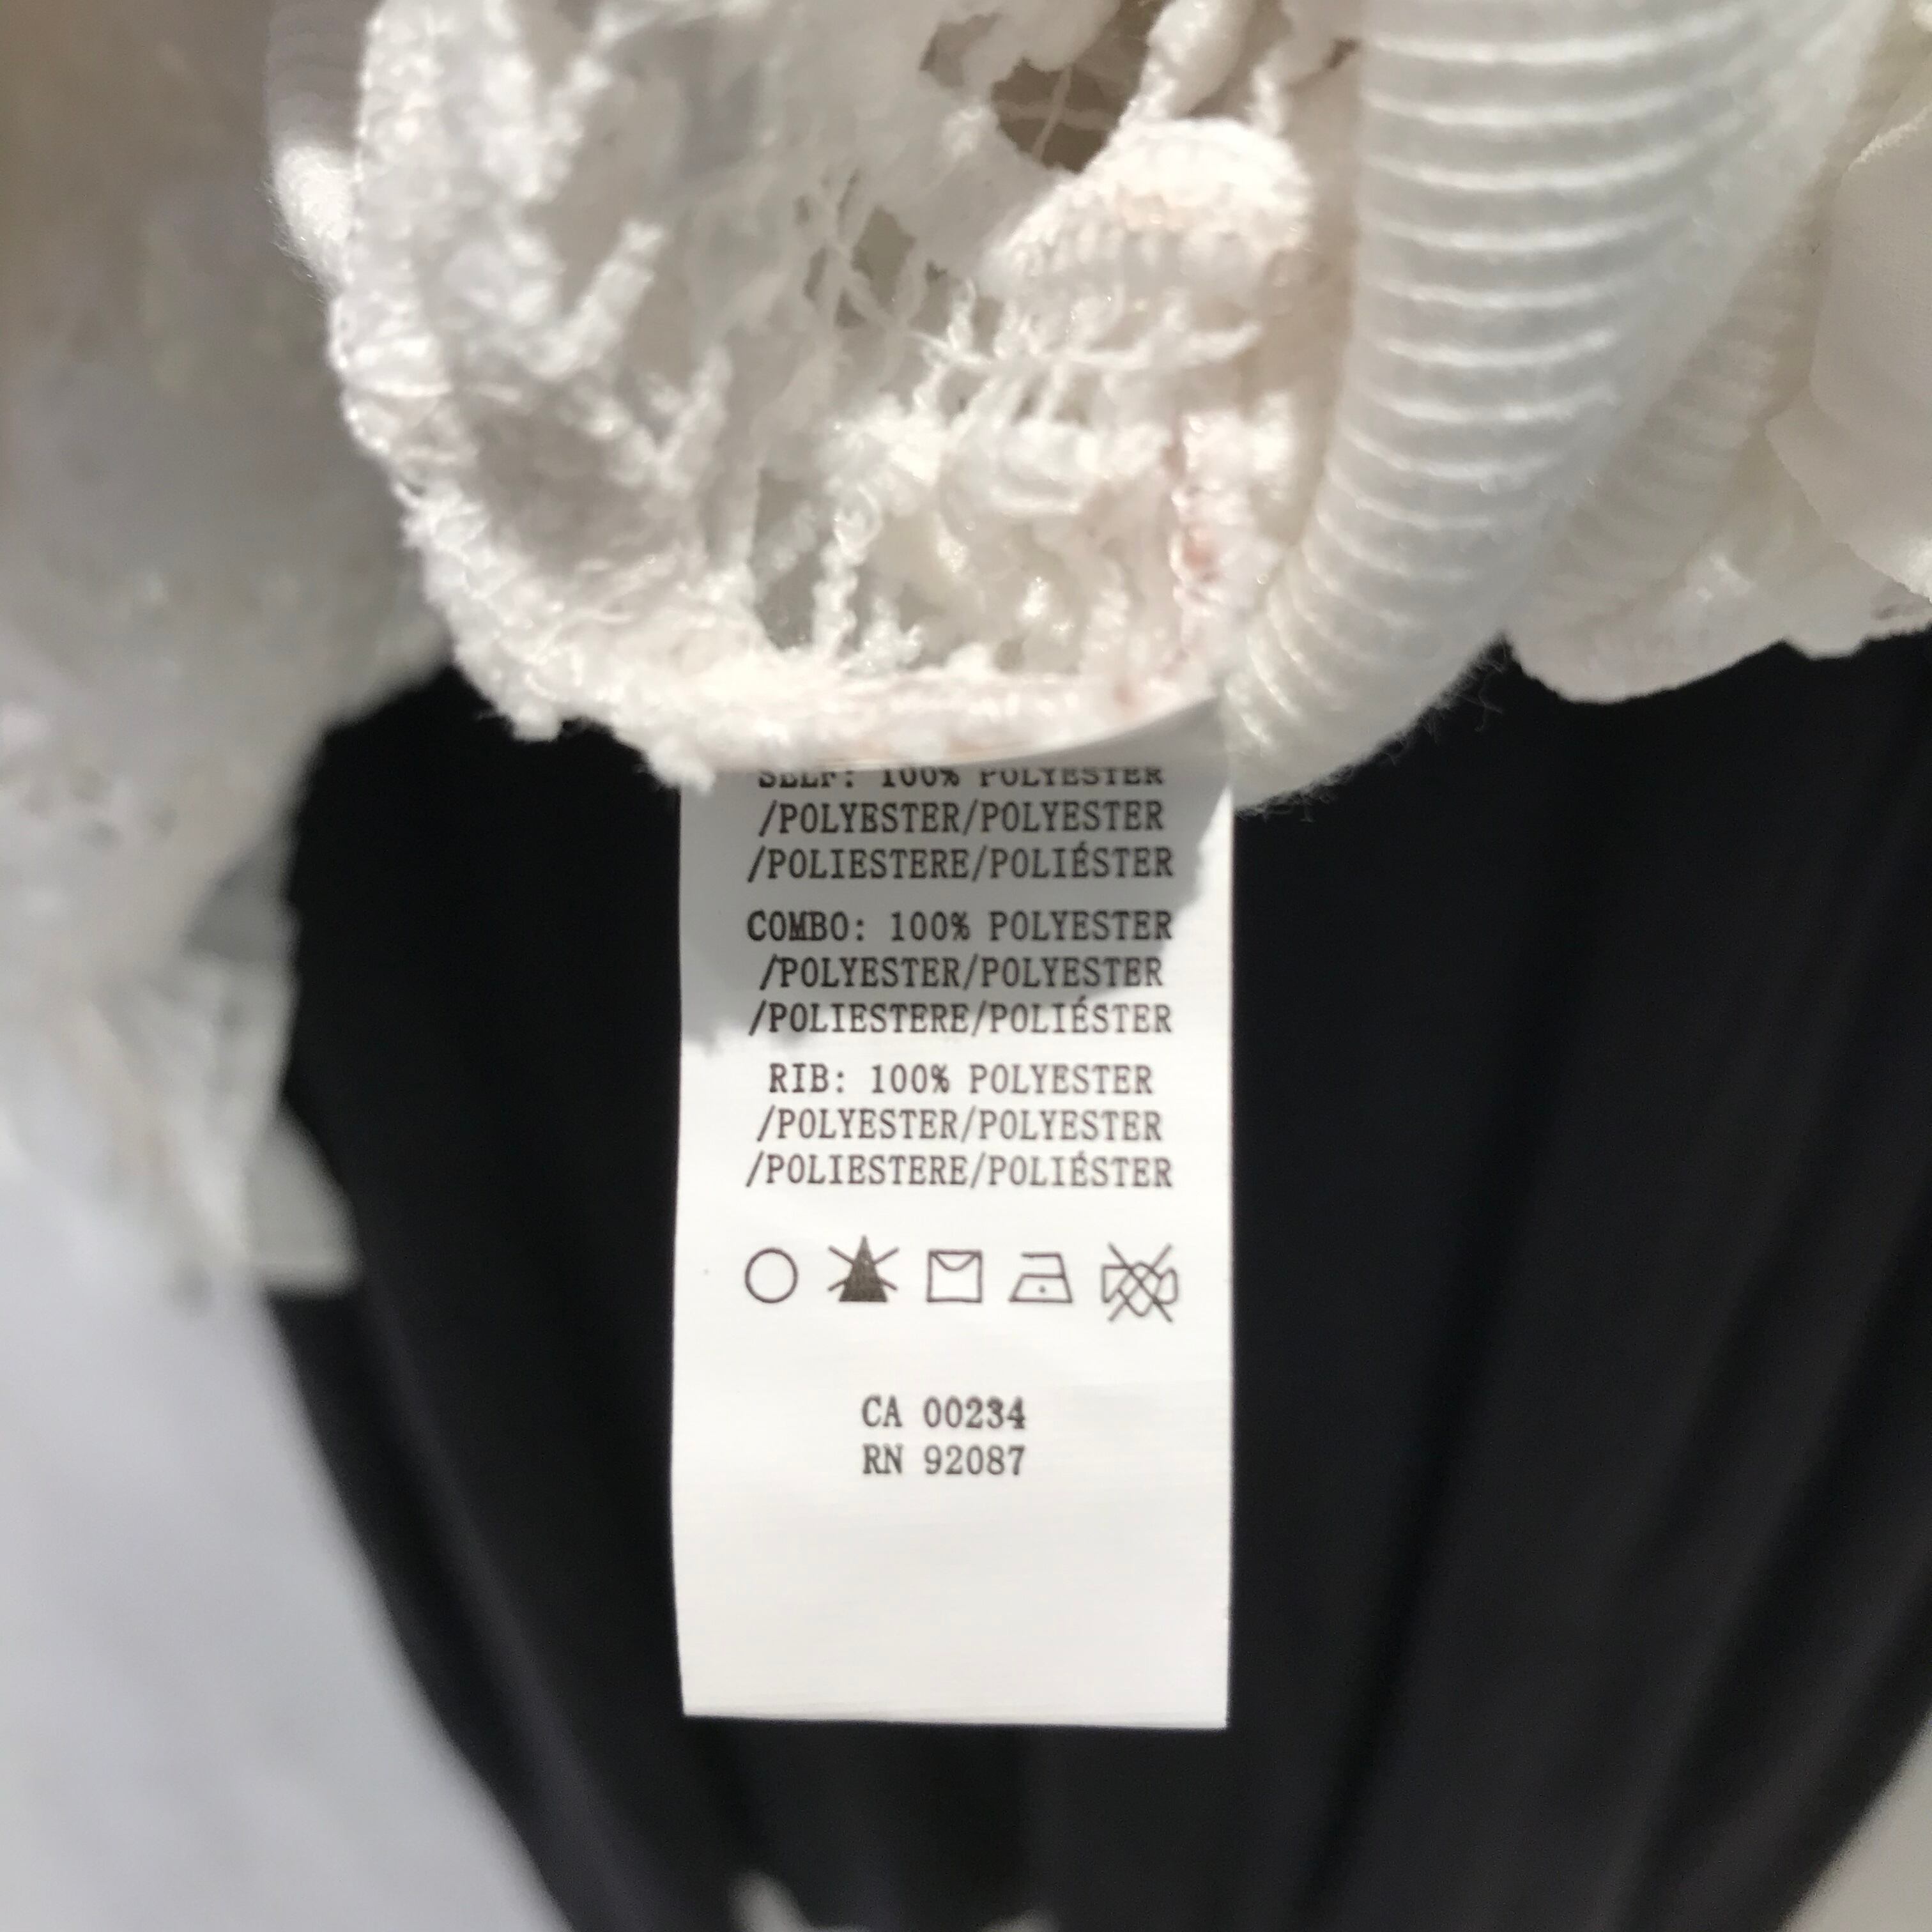 SELF: 100% POLYESTER
/POLYESTER/POLYESTER
/POLIESTERE/POLIÉSTER
COMBO: 100% POLYESTER
/POLYESTER/POLYESTER
/POLIESTERE/POLIÉSTER
RIB: 100% POLYESTER
/POLYESTER/POLYESTER
/POLIESTERE/POLIÉSTER
CA 00234
RN 92087